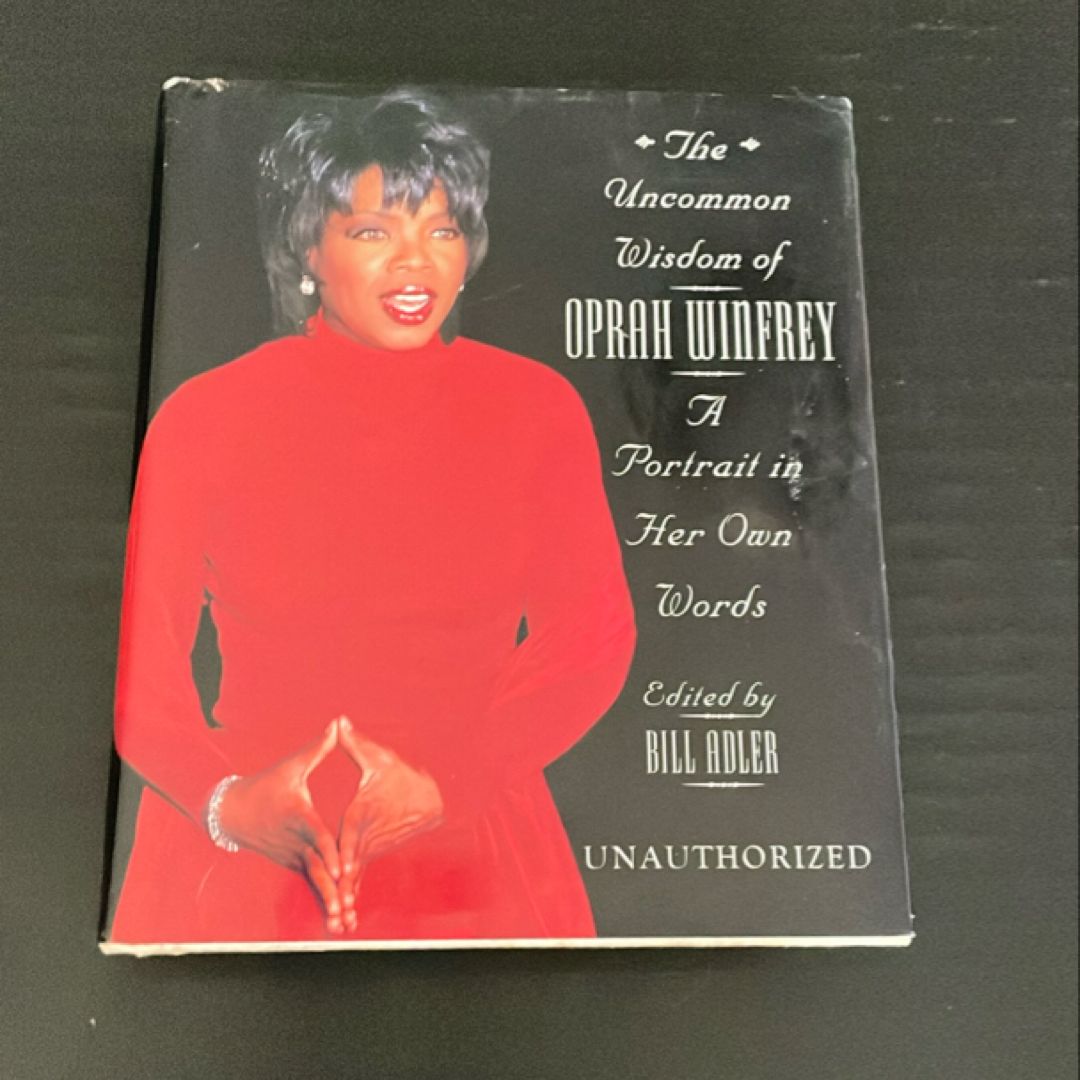 The
Uncommon
Wisdom of
OPRAH WINFREY
A
Portrait in
Her Own
Words
Edited by
BILL ADLER
UNAUTHORIZED